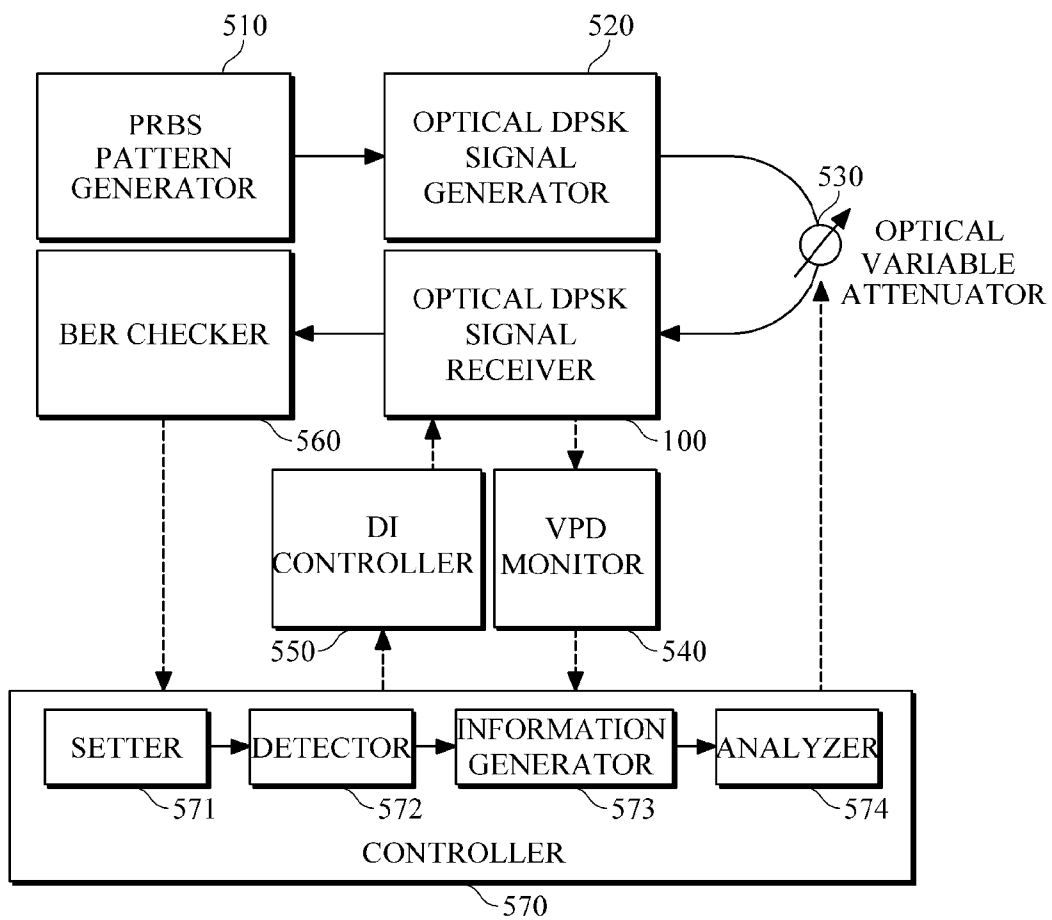 510
520
PRBS
PATTERN
GENERATOR
OPTICAL DPSK
SIGNAL
GENERATOR
530
OPTICAL
VARIABLE
ATTENUATOR
BER CHECKER
OPTICAL DPSK
SIGNAL
RECEIVER
560
100
DI
CONTROLLER
VPD
MONITOR
550
540
SETTER
DETECTOR
INFORMATION
GENERATOR
ANALYZER
571
572
573
574
CONTROLLER
570